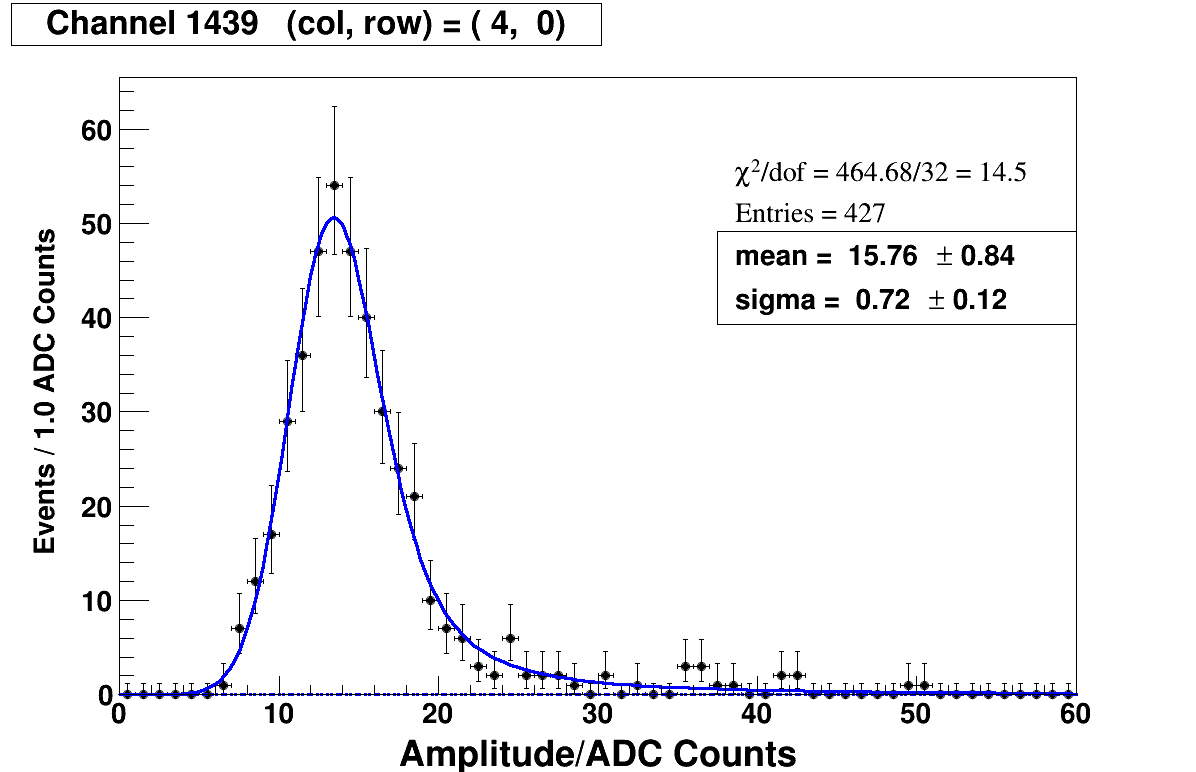 Channel 1439 (col, row) = ( 4, 0)
χ²/dof = 464.68/32 = 14.5
Entries = 427
mean = 15.76 ± 0.84
sigma = 0.72 ± 0.12
Events / 1.0 ADC Counts
60
50
40
30
20
10
0
0 10 20 30 40 50 60
Amplitude/ADC Counts